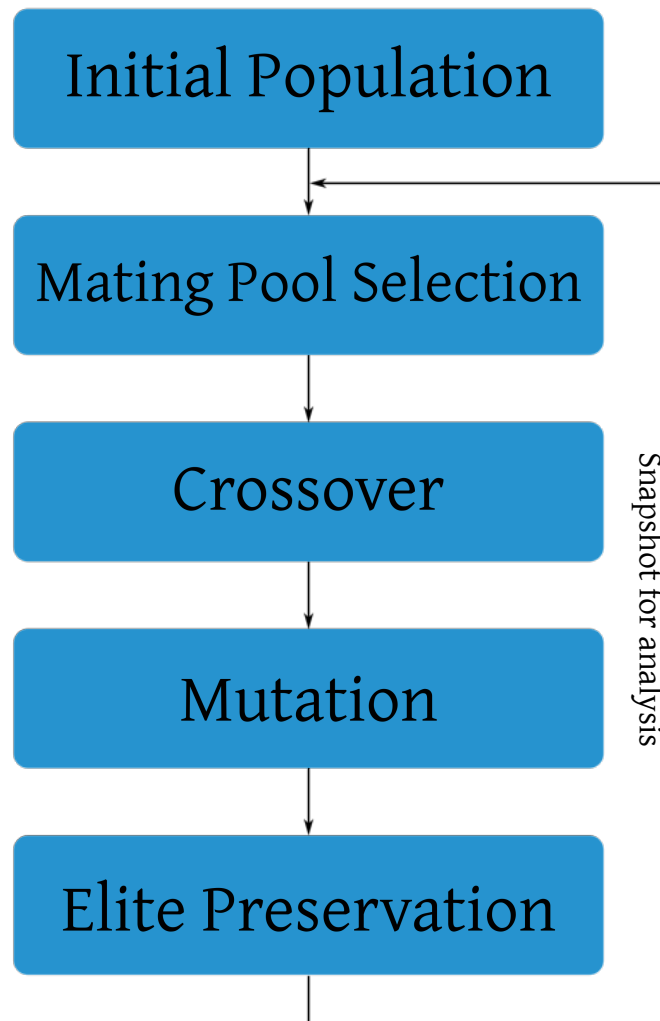 Initial Population
Mating Pool Selection
Crossover
Snapshot for analysis
Mutation
Elite Preservation